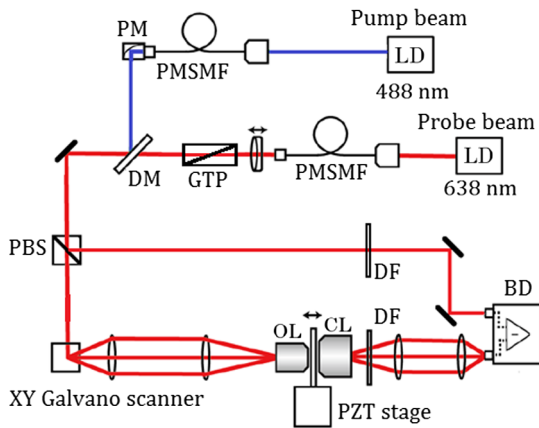 PM
Pump beam
LD
PMSMF
488 nm
Probe beam
LD
DM
GTP
PMSMF
638 nm
PBS
DF
BD
DF
OL
CL
XY Galvano scanner
PZT stage